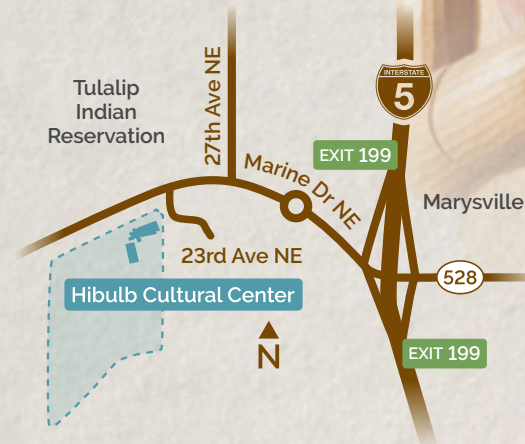 INTERSTATE
5
27th Ave NE
Tulalip
Indian
Reservation
EXIT 199
Marine Dr NE
Marysville
23rd Ave NE
528
Hibulb Cultural Center
N
EXIT 199